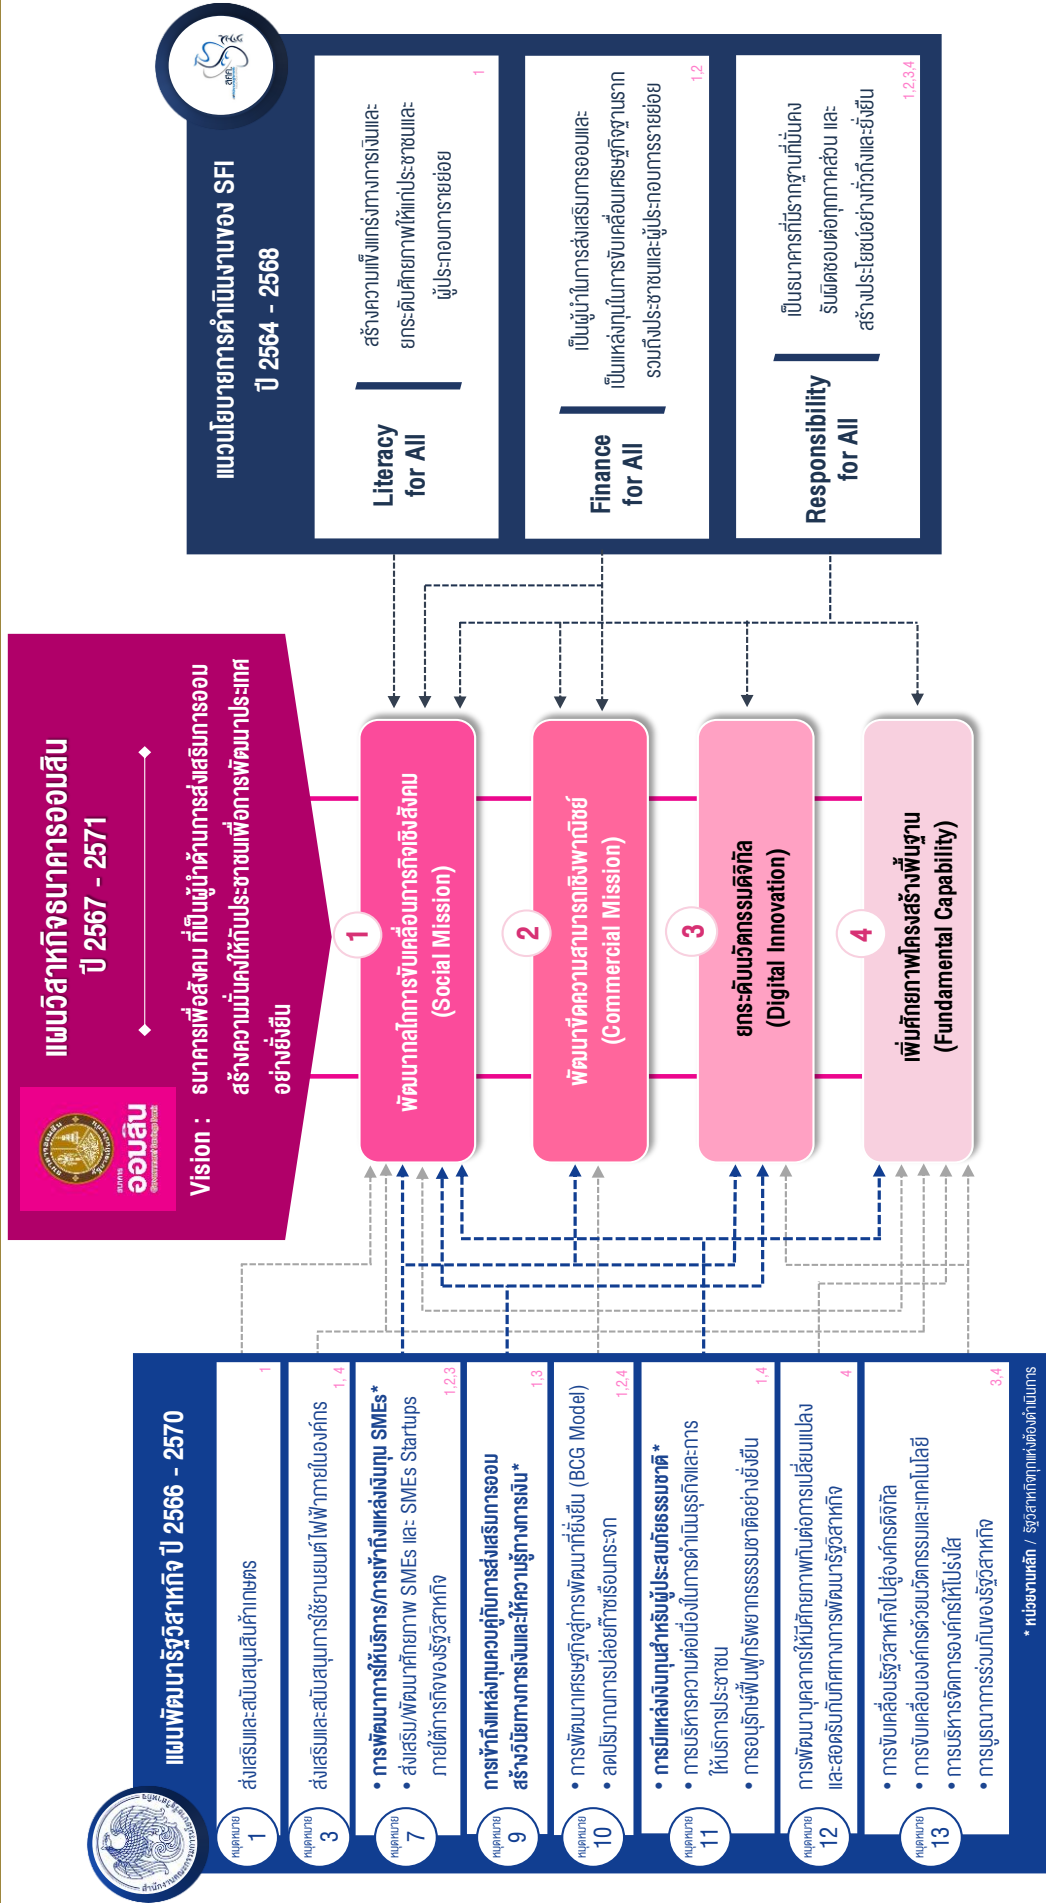 แผนพัฒนารัฐวิสาหกิจ ปี 2566 - 2570
หมุดหมาย
1
ส่งเสริมและสนับสนุนสินค้าเกษตร
1
หมุดหมาย
3
ส่งเสริมและสนับสนุนการใช้ยานยนต์ไฟฟ้าภายในองค์กร
1, 4
หมุดหมาย
7
• การพัฒนาการให้บริการ/การเข้าถึงแหล่งเงินทุน SMEs*
• ส่งเสริม/พัฒนาศักยภาพ SMEs และ SMEs Startups
ภายใต้ภารกิจของรัฐวิสาหกิจ
1,2,3
หมุดหมาย
9
การเข้าถึงแหล่งทุนควบคู่กับการส่งเสริมการออม
สร้างวินัยทางการเงินและให้ความรู้ทางการเงิน*
1,3
หมุดหมาย
10
• การพัฒนาเศรษฐกิจสู่การพัฒนาที่ยั่งยืน (BCG Model)
• ลดปริมาณการปล่อยก๊าซเรือนกระจก
1,2,4
หมุดหมาย
11
• การมีแหล่งเงินทุนสำหรับผู้ประสบภัยธรรมชาติ*
• การบริหารความต่อเนื่องในการดำเนินธุรกิจและการ
ให้บริการประชาชน
• การอนุรักษ์ฟื้นฟูทรัพยากรธรรมชาติอย่างยั่งยืน
1,4
หมุดหมาย
12
การพัฒนาบุคลากรให้มีศักยภาพทันต่อการเปลี่ยนแปลง
และสอดรับกับทิศทางการพัฒนารัฐวิสาหกิจ
4
หมุดหมาย
13
• การขับเคลื่อนรัฐวิสาหกิจไปสู่องค์กรดิจิทัล
• การขับเคลื่อนองค์กรด้วยนวัตกรรมและเทคโนโลยี
• การบริหารจัดการองค์กรให้โปร่งใส
• การบูรณาการร่วมกันของรัฐวิสาหกิจ
3,4
* หน่วยงานหลัก / รัฐวิสาหกิจทุกแห่งต้องดำเนินการ
ธนาคาร
ออมสิน
Government Savings Bank
แผนวิสาหกิจธนาคารออมสิน
ปี 2567 - 2571
Vision : ธนาคารเพื่อสังคม ที่เป็นผู้นำด้านการส่งเสริมการออม
สร้างความมั่นคงให้กับประชาชนเพื่อการพัฒนาประเทศ
อย่างยั่งยืน
1
พัฒนากลไกการขับเคลื่อนภารกิจเชิงสังคม
(Social Mission)
2
พัฒนาขีดความสามารถเชิงพาณิชย์
(Commercial Mission)
3
ยกระดับนวัตกรรมดิจิทัล
(Digital Innovation)
4
เพิ่มศักยภาพโครงสร้างพื้นฐาน
(Fundamental Capability)
แนวนโยบายการดำเนินงานของ SFI
ปี 2564 - 2568
สคร.
Literacy
for All
สร้างความแข็งแกร่งทางการเงินและ
ยกระดับศักยภาพให้แก่ประชาชนและ
ผู้ประกอบการายย่อย
1
Finance
for All
เป็นผู้นำในการส่งเสริมการออมและ
เป็นแหล่งทุนในการขับเคลื่อนเศรษฐกิจฐานราก
รวมถึงประชาชนและผู้ประกอบการรายย่อย
1,2
Responsibility
for All
เป็นธนาคารที่มีรากฐานที่มั่นคง
รับผิดชอบต่อทุกภาคส่วน และ
สร้างประโยชน์อย่างทั่วถึงและยั่งยืน
1,2,3,4